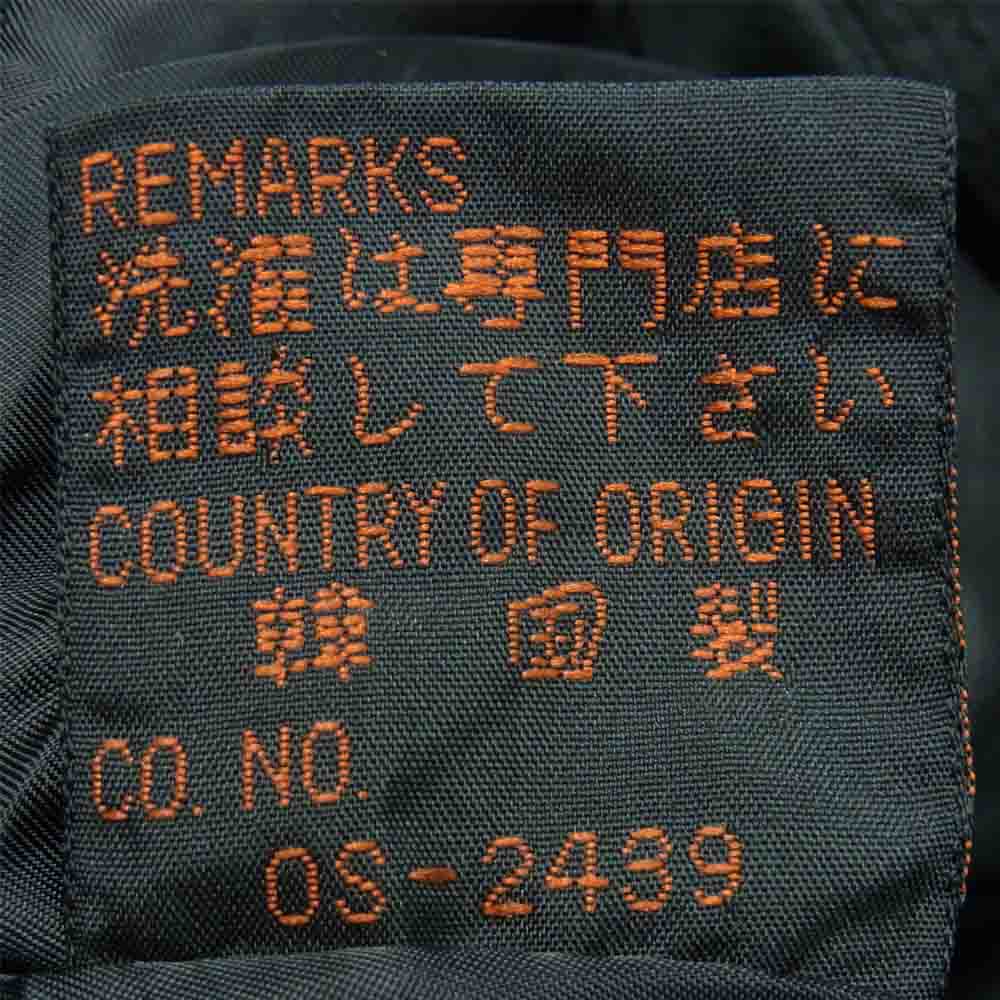 REMARKS
洗濯は専門店に
相談して下さい
COUNTRY OF ORIGIN
韓国製
CO. NO.
OS-2439